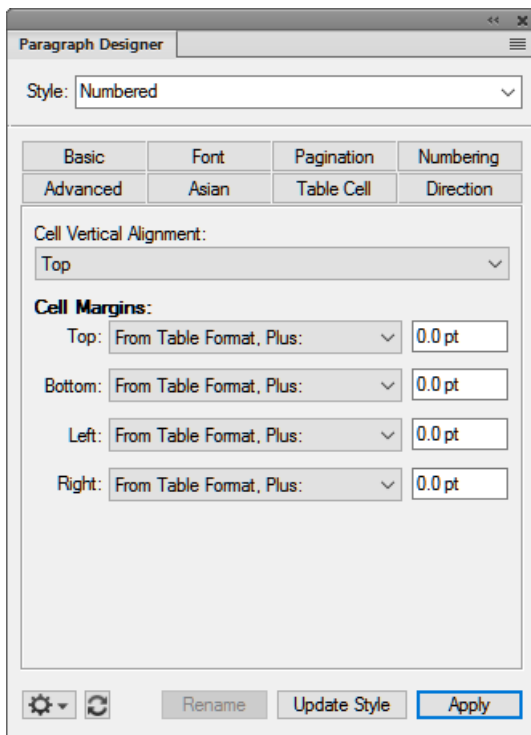 Paragraph Designer
Style: Numbered
Basic Font Pagination Numbering
Advanced Asian Table Cell Direction
Cell Vertical Alignment:
Top
Cell Margins:
Top: From Table Format, Plus: 0.0 pt
Bottom: From Table Format, Plus: 0.0 pt
Left: From Table Format, Plus: 0.0 pt
Right: From Table Format, Plus: 0.0 pt
Rename Update Style Apply